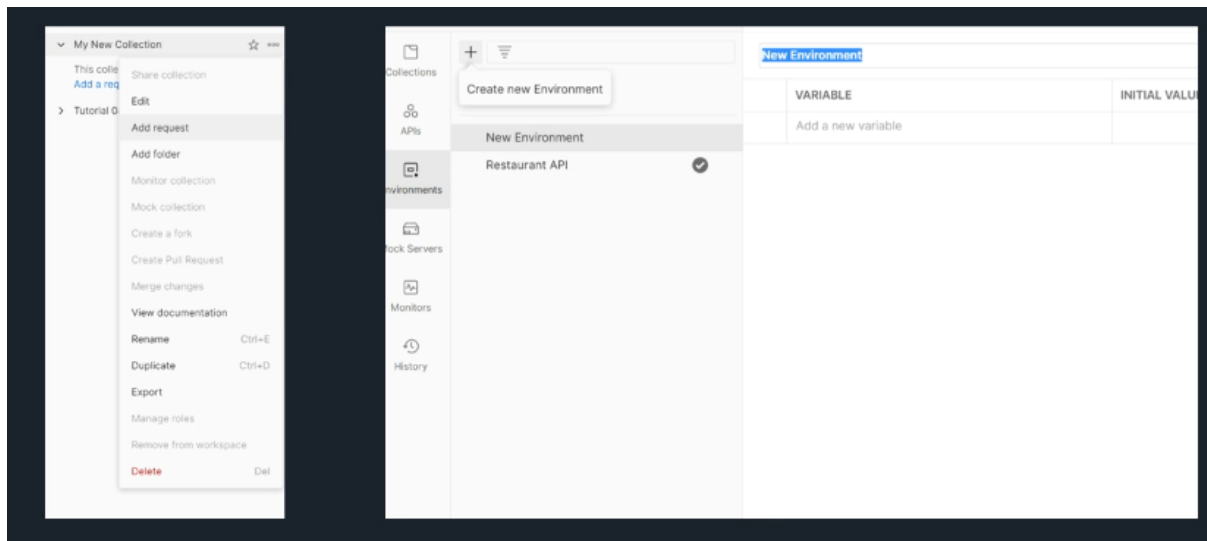 My New Collection
This colle
Add a req
Tutorial 0
Share collection
Edit
Add request
Add folder
Monitor collection
Mock collection
Create a fork
Create Pull Request
Merge changes
View documentation
Rename Ctrl+E
Duplicate Ctrl+D
Export
Manage roles
Remove from workspace
Delete Del
Collections
APIs
nvironments
ock Servers
Monitors
History
Create new Environment
New Environment
Restaurant API
New Environment
VARIABLE INITIAL VALU
Add a new variable